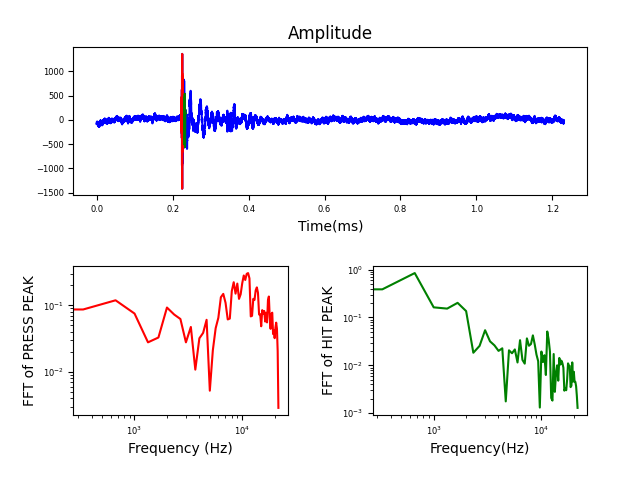 Amplitude
1000
500
0
−500
−1000
−1500
0.0 0.2 0.4 0.6 0.8 1.0 1.2
Time(ms)
FFT of PRESS PEAK
10⁻¹
10⁻²
10³ 10⁴
Frequency (Hz)
FFT of HIT PEAK
10⁰
10⁻¹
10⁻²
10⁻³
10³ 10⁴
Frequency(Hz)